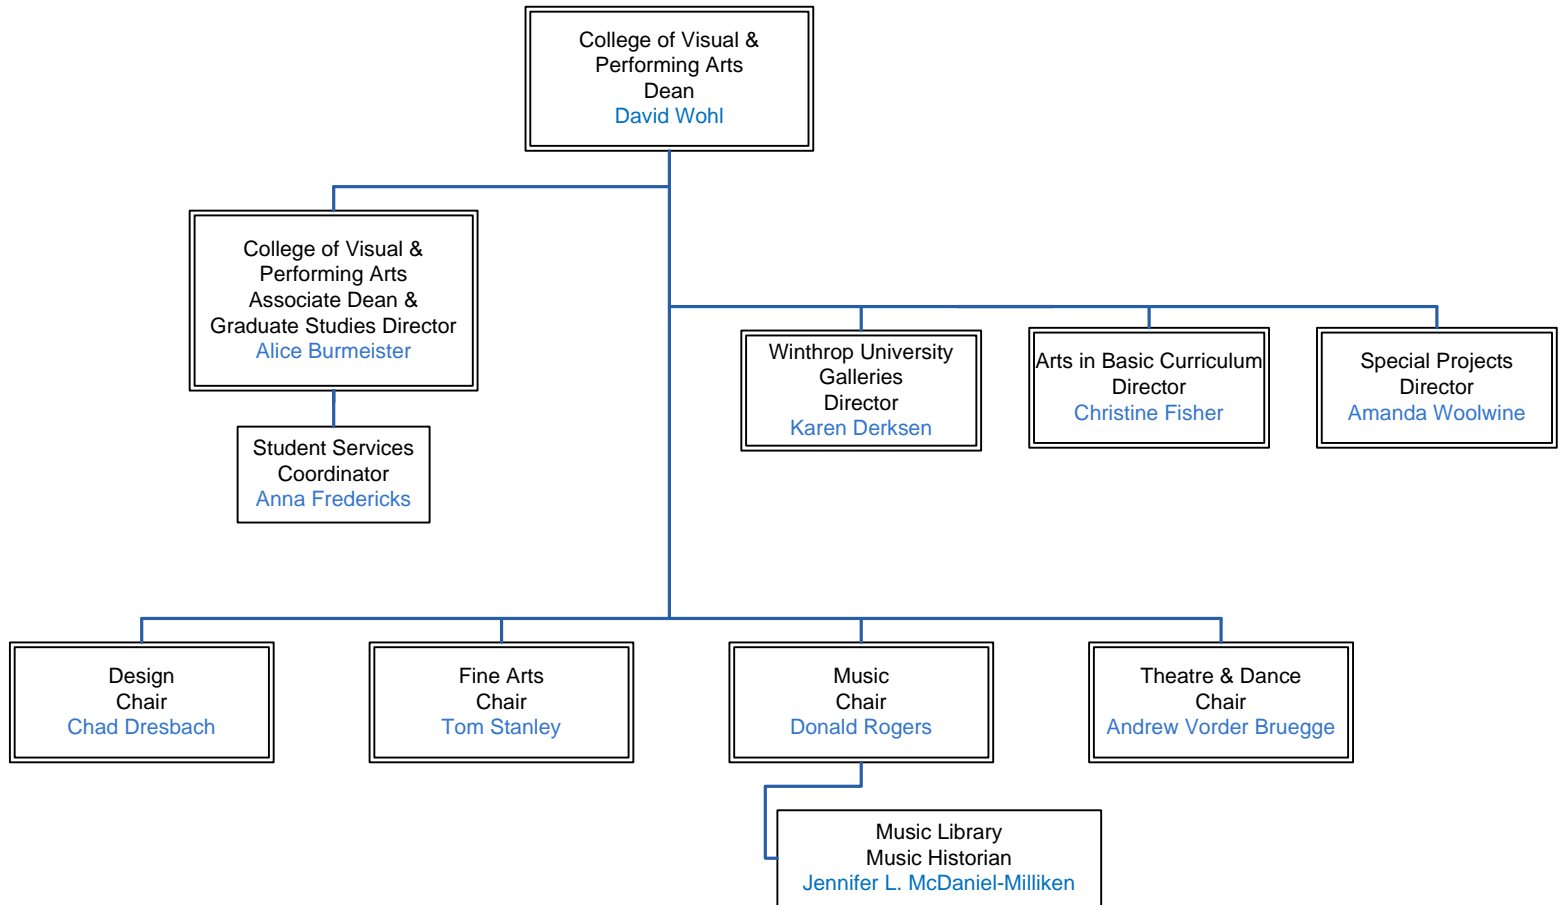 College of Visual &
Performing Arts
Dean
David Wohl
College of Visual &
Performing Arts
Associate Dean &
Graduate Studies Director
Alice Burmeister
Student Services
Coordinator
Anna Fredericks
Winthrop University
Galleries
Director
Karen Derksen
Arts in Basic Curriculum
Director
Christine Fisher
Special Projects
Director
Amanda Woolwine
Design
Chair
Chad Dresbach
Fine Arts
Chair
Tom Stanley
Music
Chair
Donald Rogers
Theatre & Dance
Chair
Andrew Vorder Bruegge
Music Library
Music Historian
Jennifer L. McDaniel-Milliken